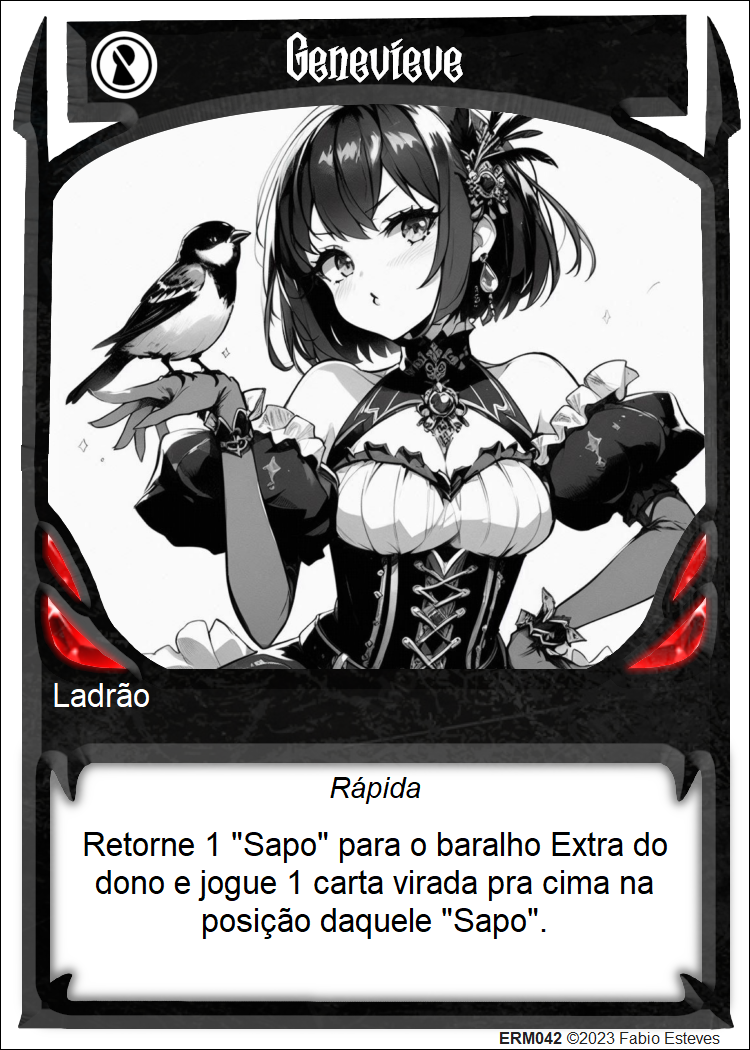 Genevieve
Ladrão
Rápida
Retorne 1 "Sapo" para o baralho Extra do
dono e jogue 1 carta virada pra cima na
posição daquele "Sapo".
ERM042 ©2023 Fabio Esteves